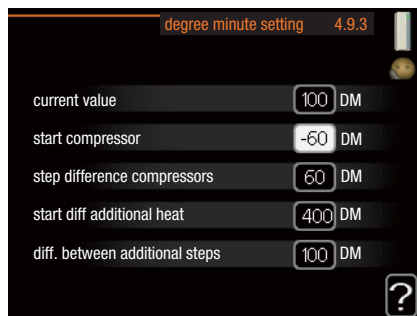 degree minute setting 4.9.3
current value 100 DM
start compressor -60 DM
step difference compressors 60 DM
start diff additional heat 400 DM
diff. between additional steps 100 DM
?